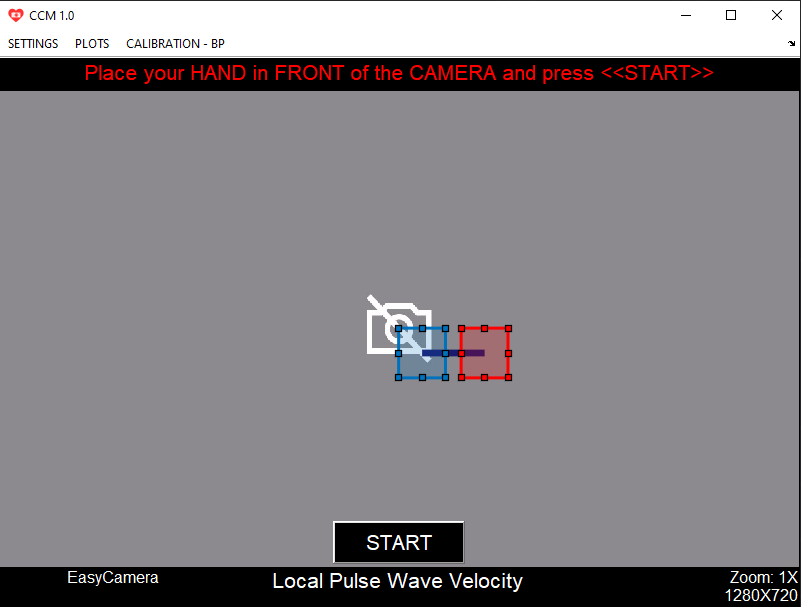 CCM 1.0
SETTINGS PLOTS CALIBRATION - BP
Place your HAND in FRONT of the CAMERA and press <<START>>
START
EasyCamera Local Pulse Wave Velocity Zoom: 1X
1280X720